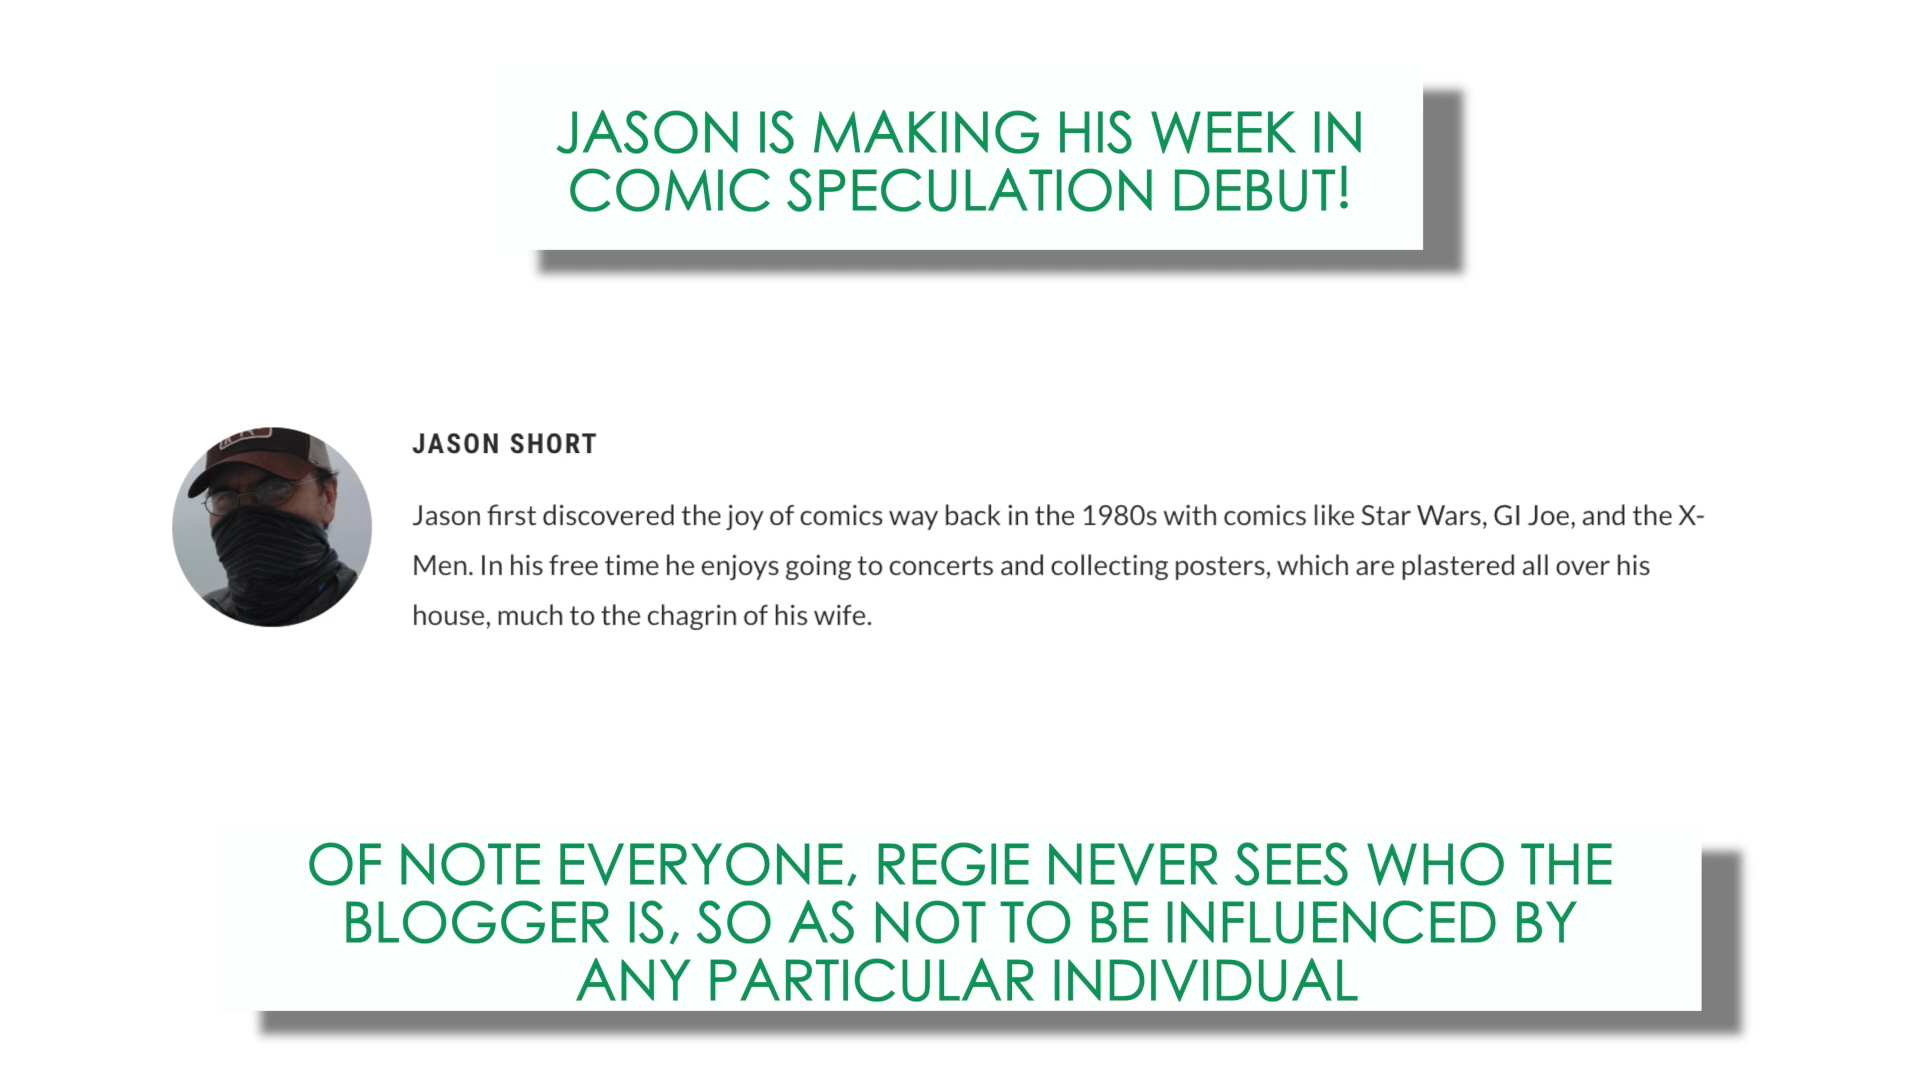 JASON IS MAKING HIS WEEK IN
COMIC SPECULATION DEBUT!
JASON SHORT
Jason first discovered the joy of comics way back in the 1980s with comics like Star Wars, GI Joe, and the X-
Men. In his free time he enjoys going to concerts and collecting posters, which are plastered all over his
house, much to the chagrin of his wife.
OF NOTE EVERYONE, REGIE NEVER SEES WHO THE
BLOGGER IS, SO AS NOT TO BE INFLUENCED BY
ANY PARTICULAR INDIVIDUAL